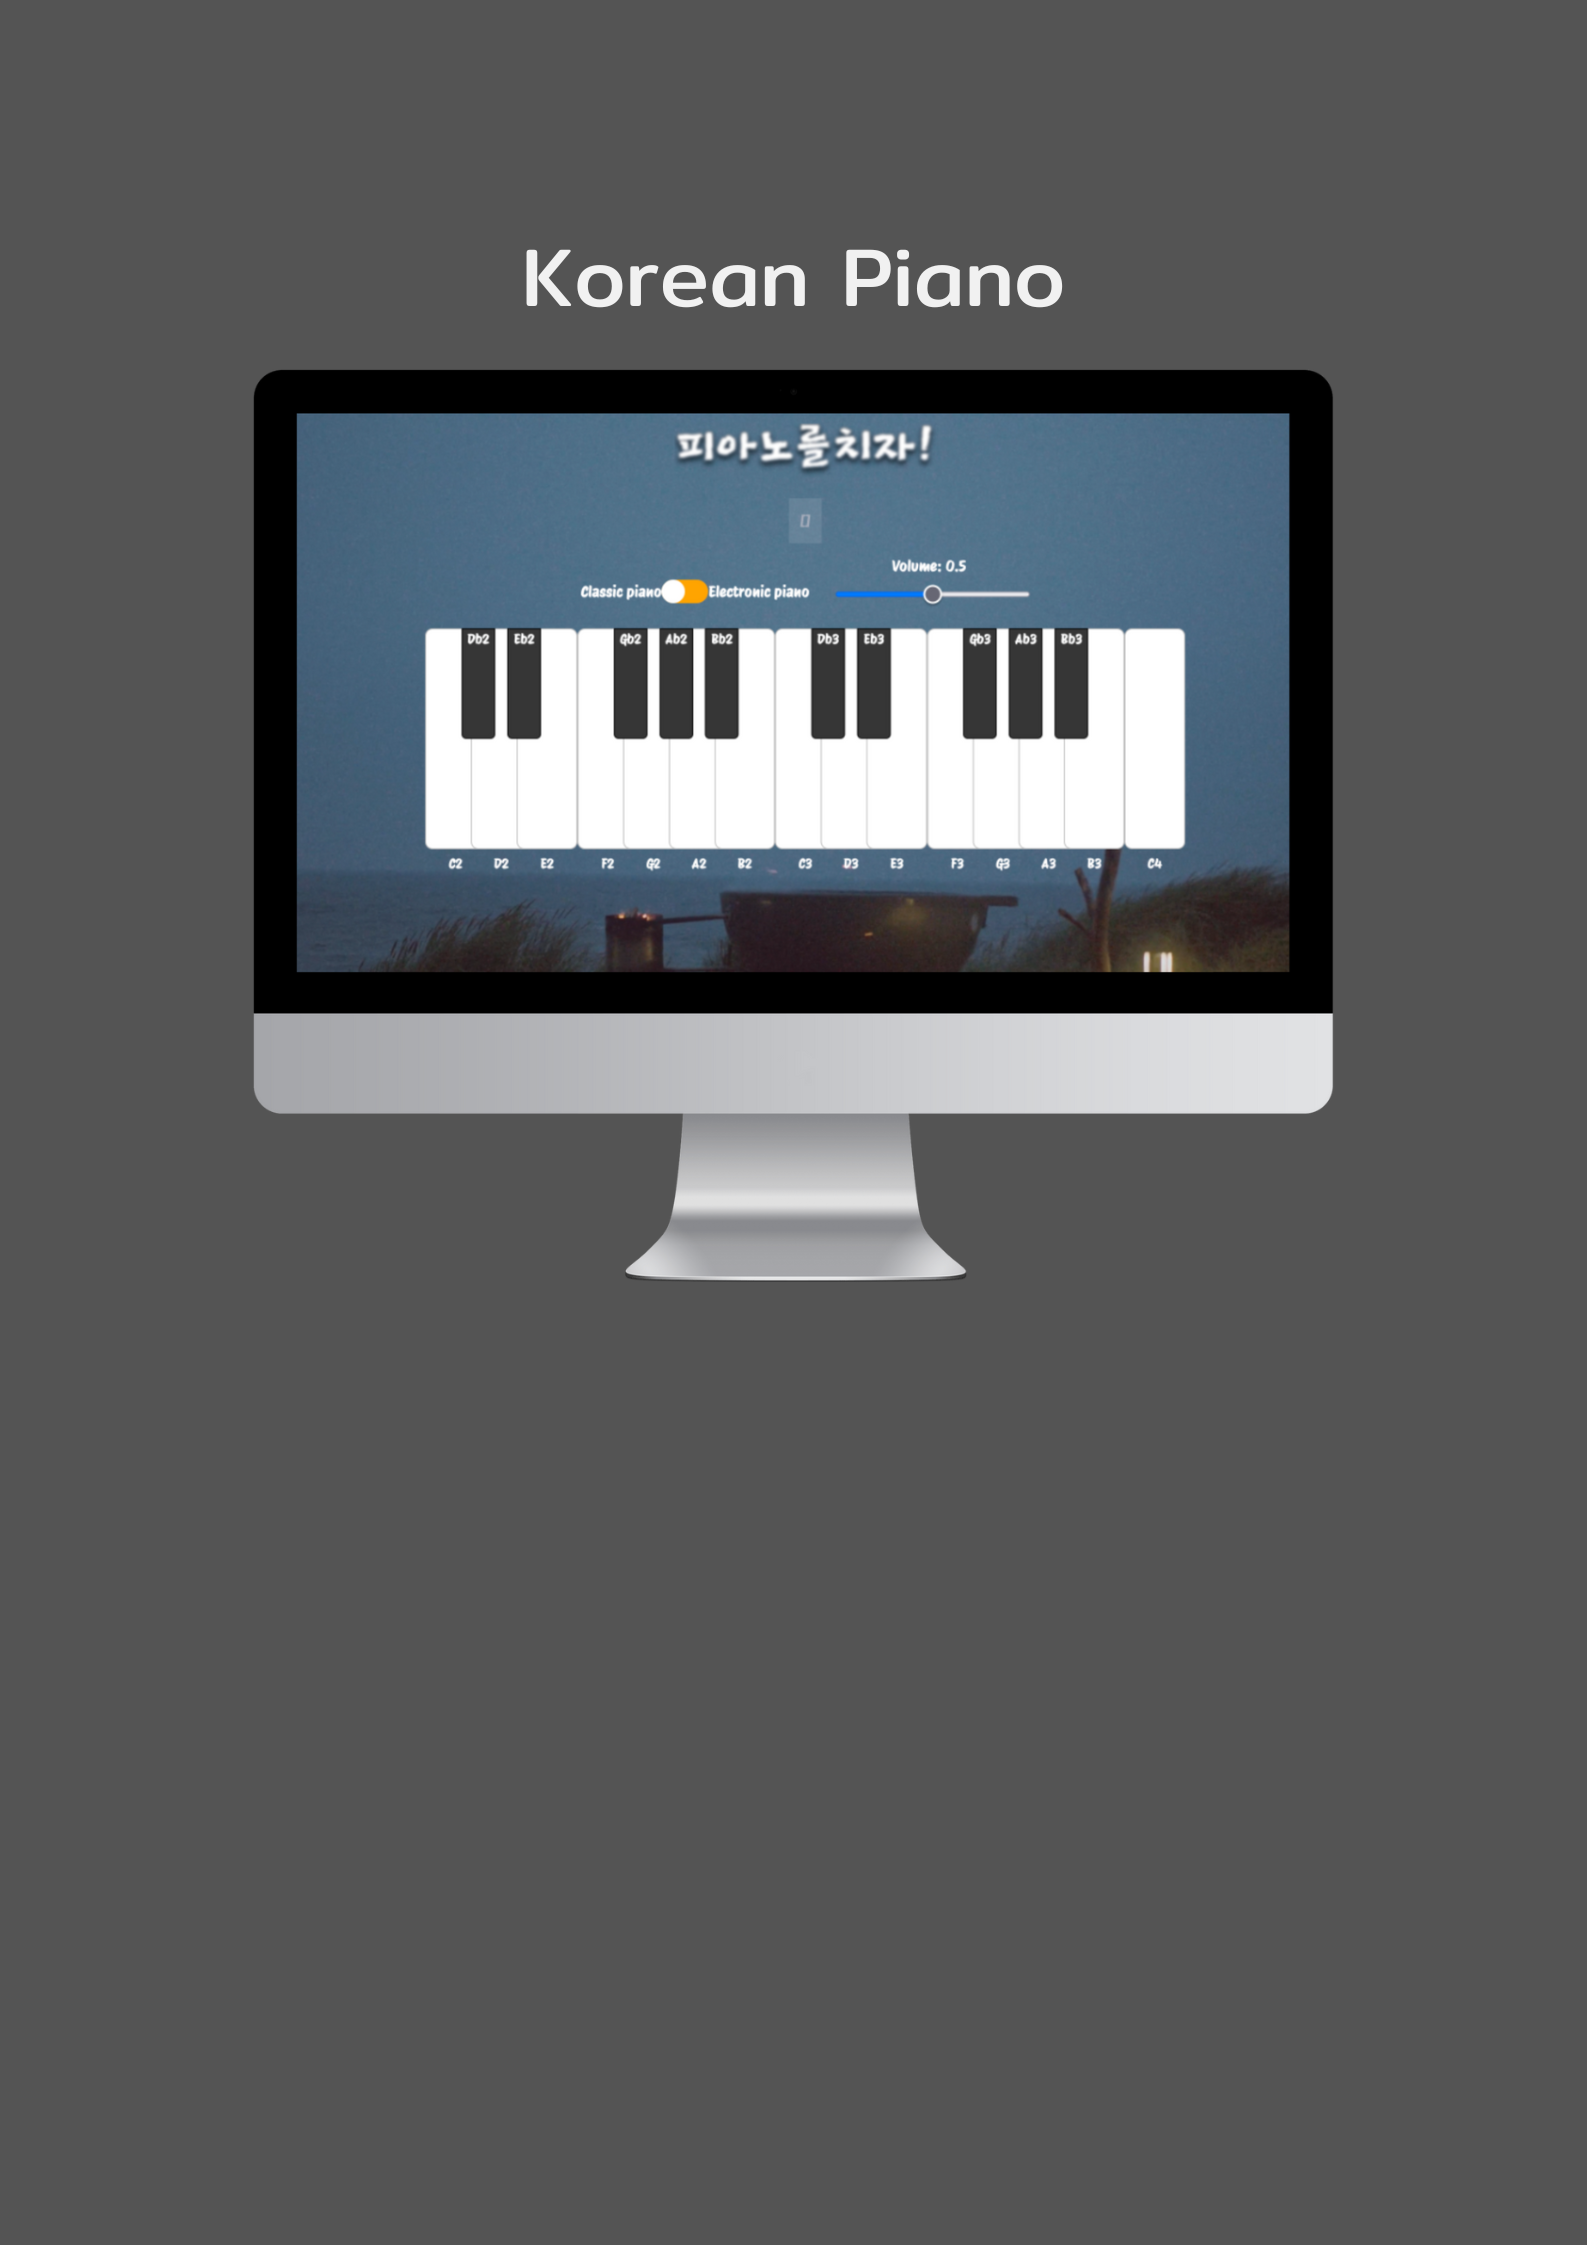 Korean Piano
피아노를치자!
Volume: 0.5
Classic piano Electronic piano
Db2 Eb2 Gb2 Ab2 Bb2 Db3 Eb3 Gb3 Ab3 Bb3
C2 D2 E2 F2 G2 A2 B2 C3 D3 E3 F3 G3 A3 B3 C4